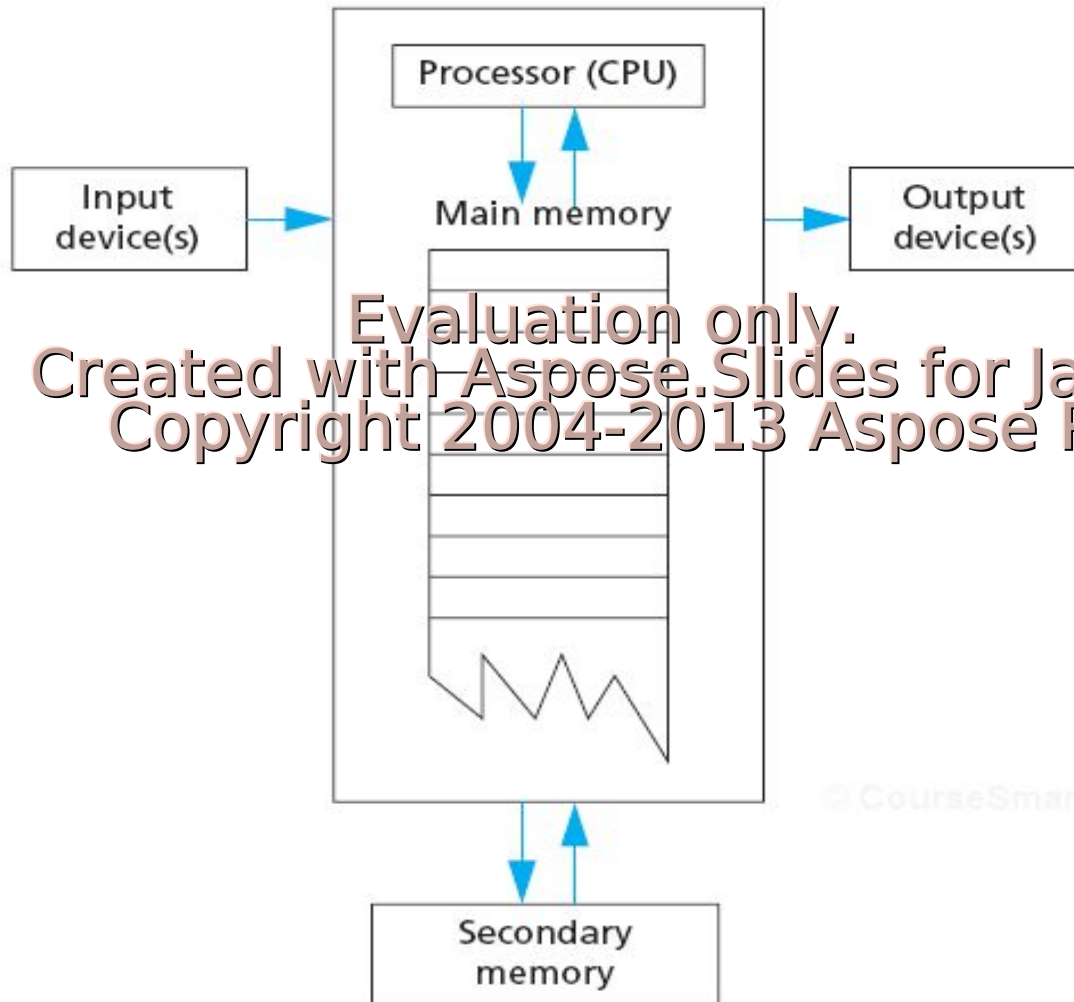 Processor (CPU)
Input
device(s)
Main memory
Output
device(s)
Evaluation only.
Created with Aspose.Slides for
Copyright 2004-2013 Aspose
© CourseSmar
Secondary
memory